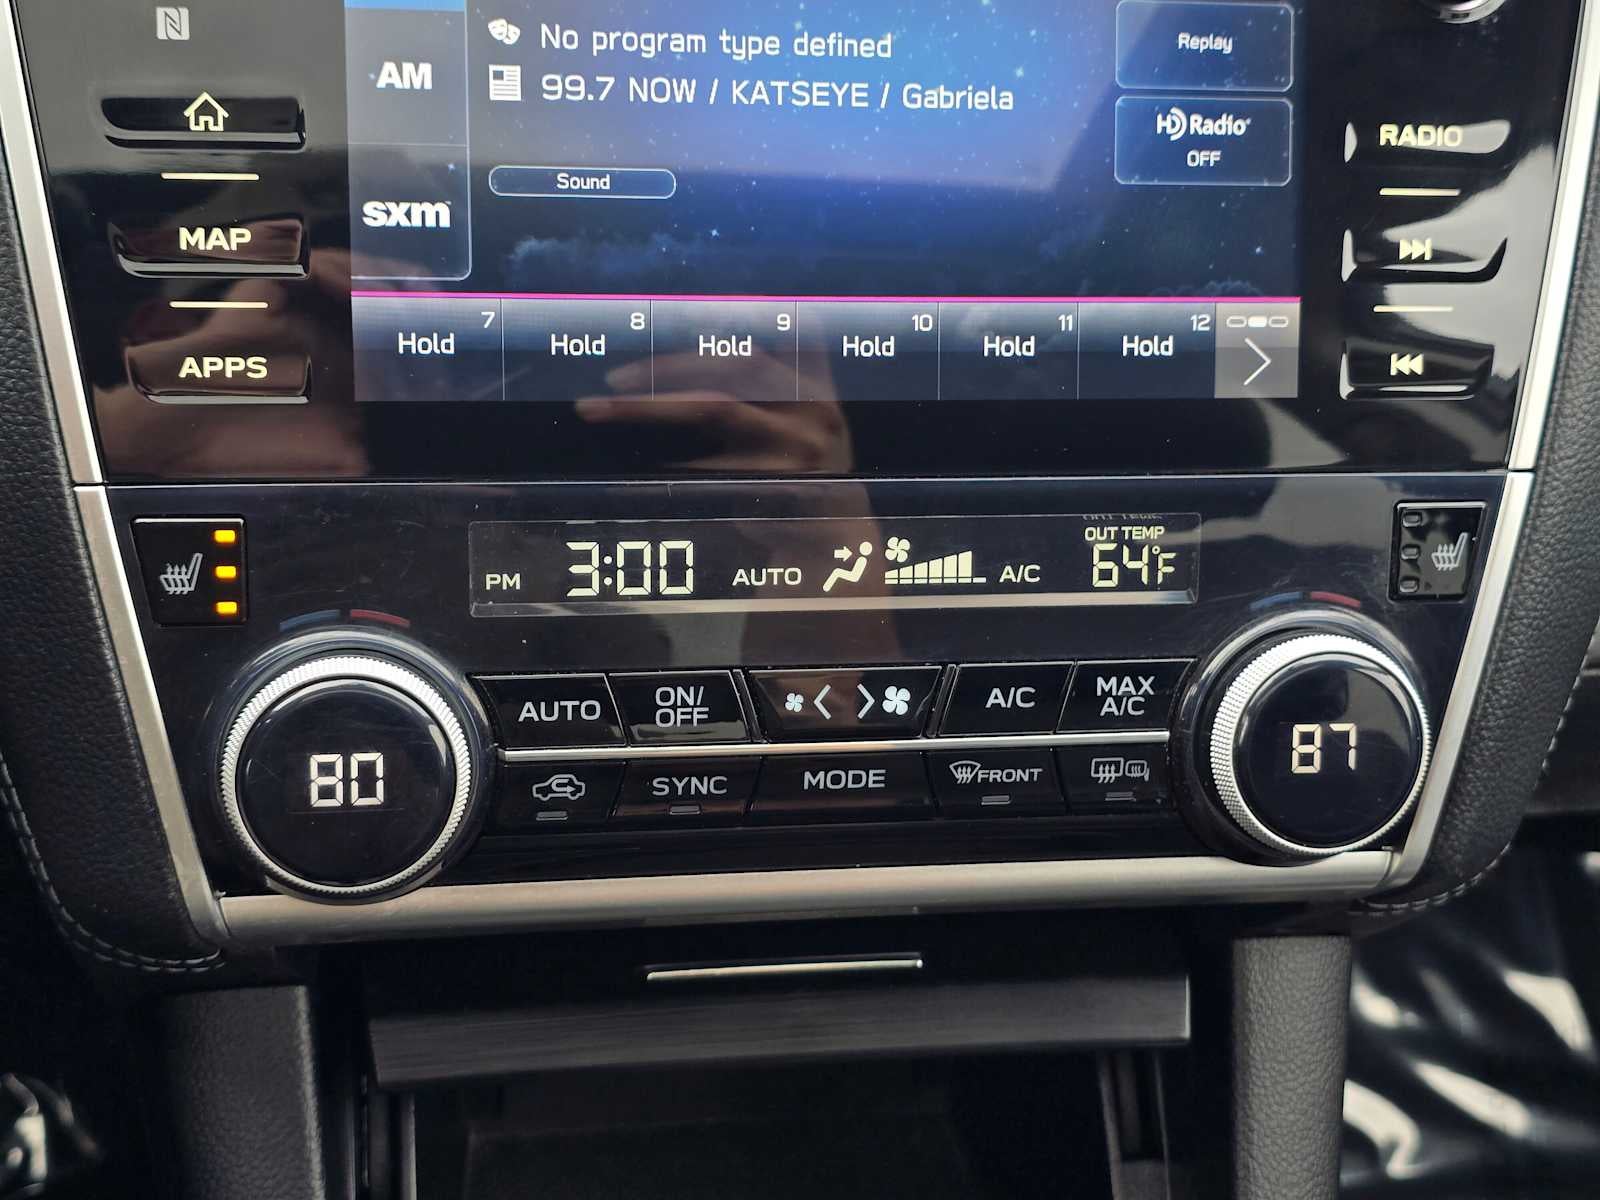 No program type defined
Replay
AM
99.7 NOW / KATSEYE / Gabriela
HD Radio
OFF
RADIO
Sound
sxm
MAP
7
8
9
10
11
12
Hold
Hold
Hold
Hold
Hold
Hold
APPS
OUT TEMP
PM 3:00 AUTO A/C 64°F
AUTO
ON/
OFF
A/C
MAX
A/C
80
SYNC
MODE
FRONT
87